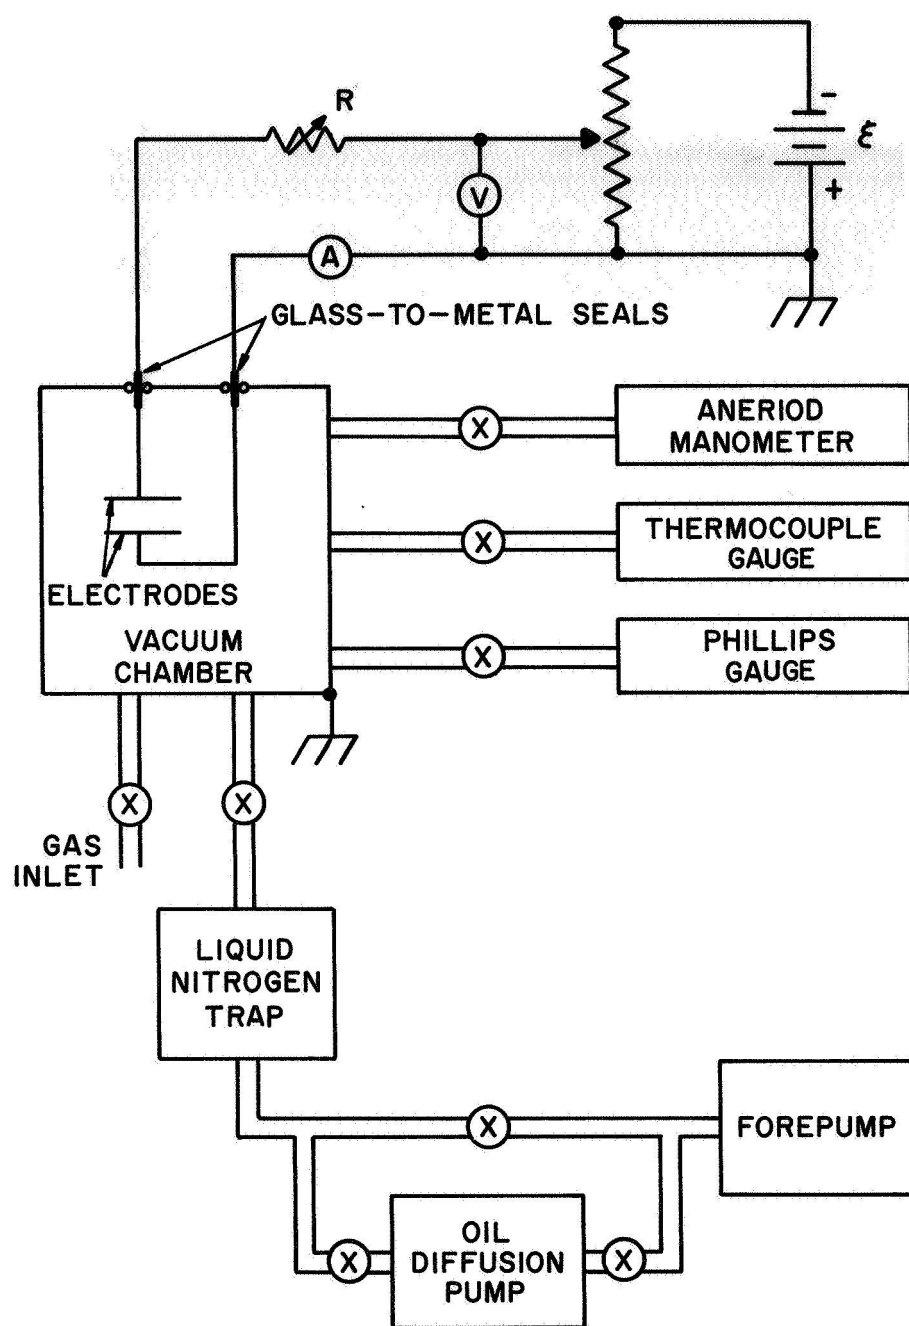 R
-
ξ
+
V
A
GLASS-TO-METAL SEALS
X
ANERIOD
MANOMETER
X
THERMOCOUPLE
GAUGE
ELECTRODES
X
PHILLIPS
GAUGE
VACUUM
CHAMBER
X
X
GAS
INLET
LIQUID
NITROGEN
TRAP
X
FOREPUMP
X
OIL
DIFFUSION
PUMP
X